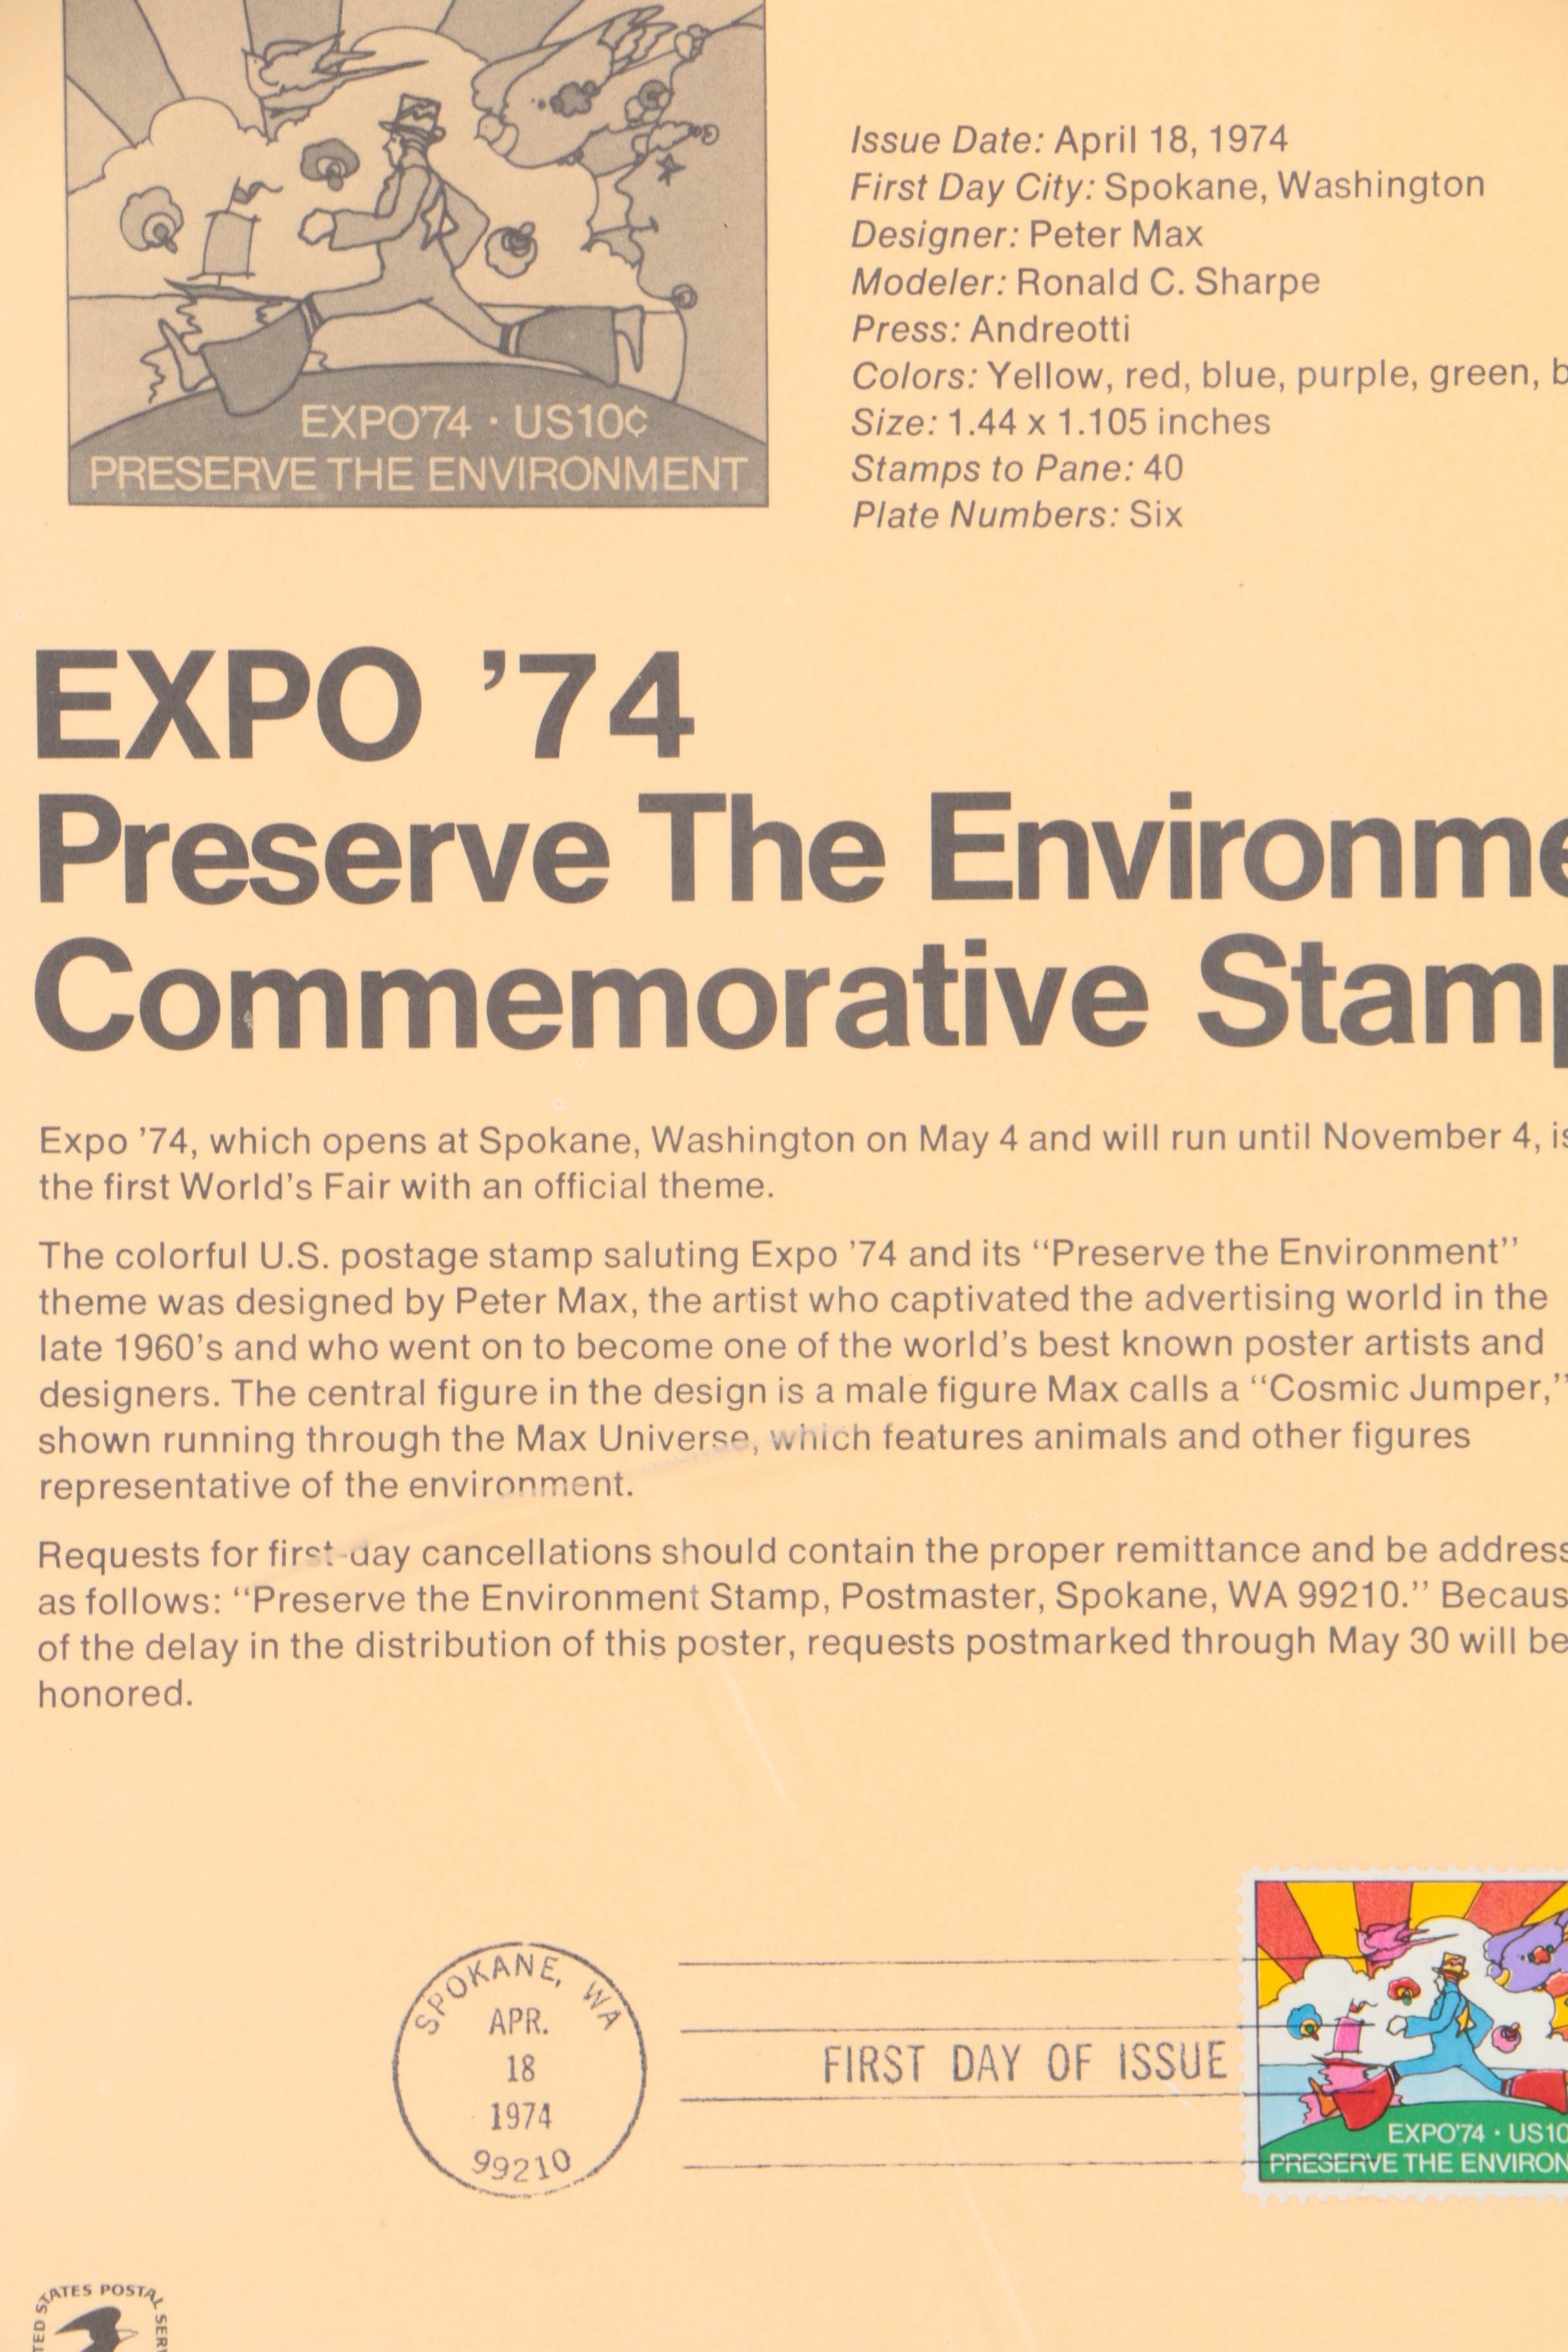 EXPO'74 · US10¢
PRESERVE THE ENVIRONMENT
Issue Date: April 18, 1974
First Day City: Spokane, Washington
Designer: Peter Max
Modeler: Ronald C. Sharpe
Press: Andreotti
Colors: Yellow, red, blue, purple, green, b
Size: 1.44 x 1.105 inches
Stamps to Pane: 40
Plate Numbers: Six
EXPO '74
Preserve The Environme
Commemorative Stamp
Expo '74, which opens at Spokane, Washington on May 4 and will run until November 4, is
the first World's Fair with an official theme.
The colorful U.S. postage stamp saluting Expo '74 and its “Preserve the Environment”
theme was designed by Peter Max, the artist who captivated the advertising world in the
late 1960's and who went on to become one of the world's best known poster artists and
designers. The central figure in the design is a male figure Max calls a “Cosmic Jumper,”
shown running through the Max Universe, which features animals and other figures
representative of the environment.
Requests for first-day cancellations should contain the proper remittance and be address
as follows: “Preserve the Environment Stamp, Postmaster, Spokane, WA 99210.” Becaus
of the delay in the distribution of this poster, requests postmarked through May 30 will be
honored.
SPOKANE, WA
APR.
18
1974
99210
FIRST DAY OF ISSUE
EXPO'74 · US10
PRESERVE THE ENVIRON
TED STATES POSTAL SER